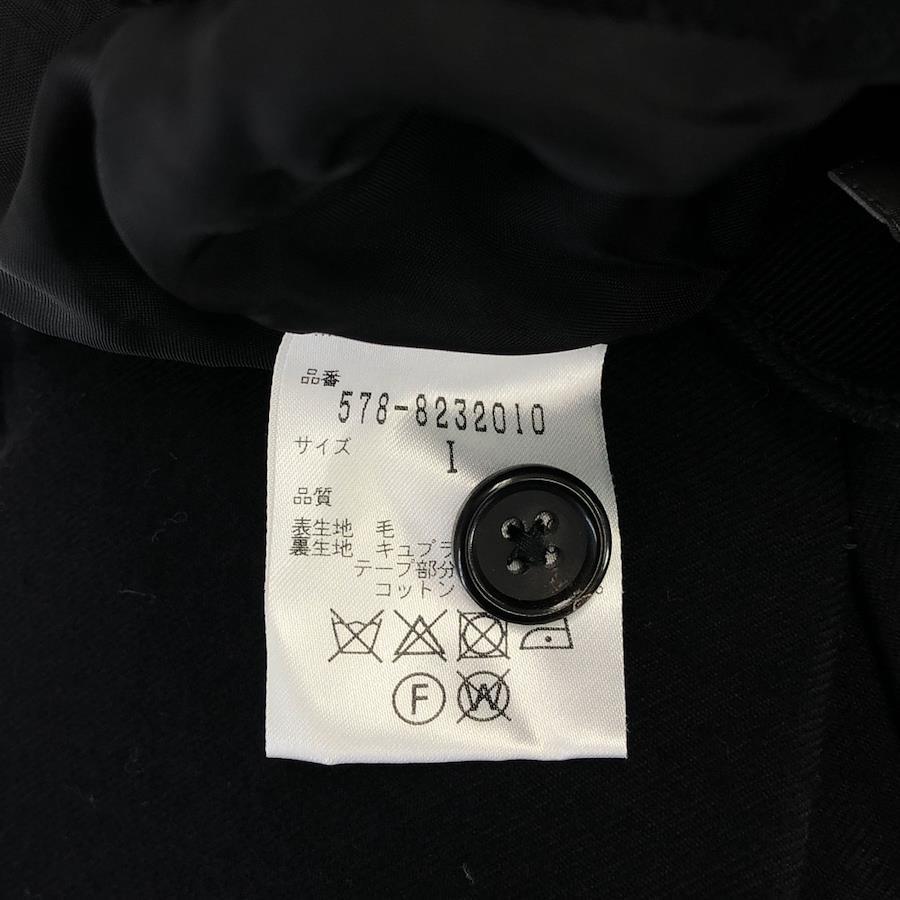 品番
578-8232010
サイズ
I
品質
表生地 毛
裏生地 キュプラ
テープ部分
コットン
F
W